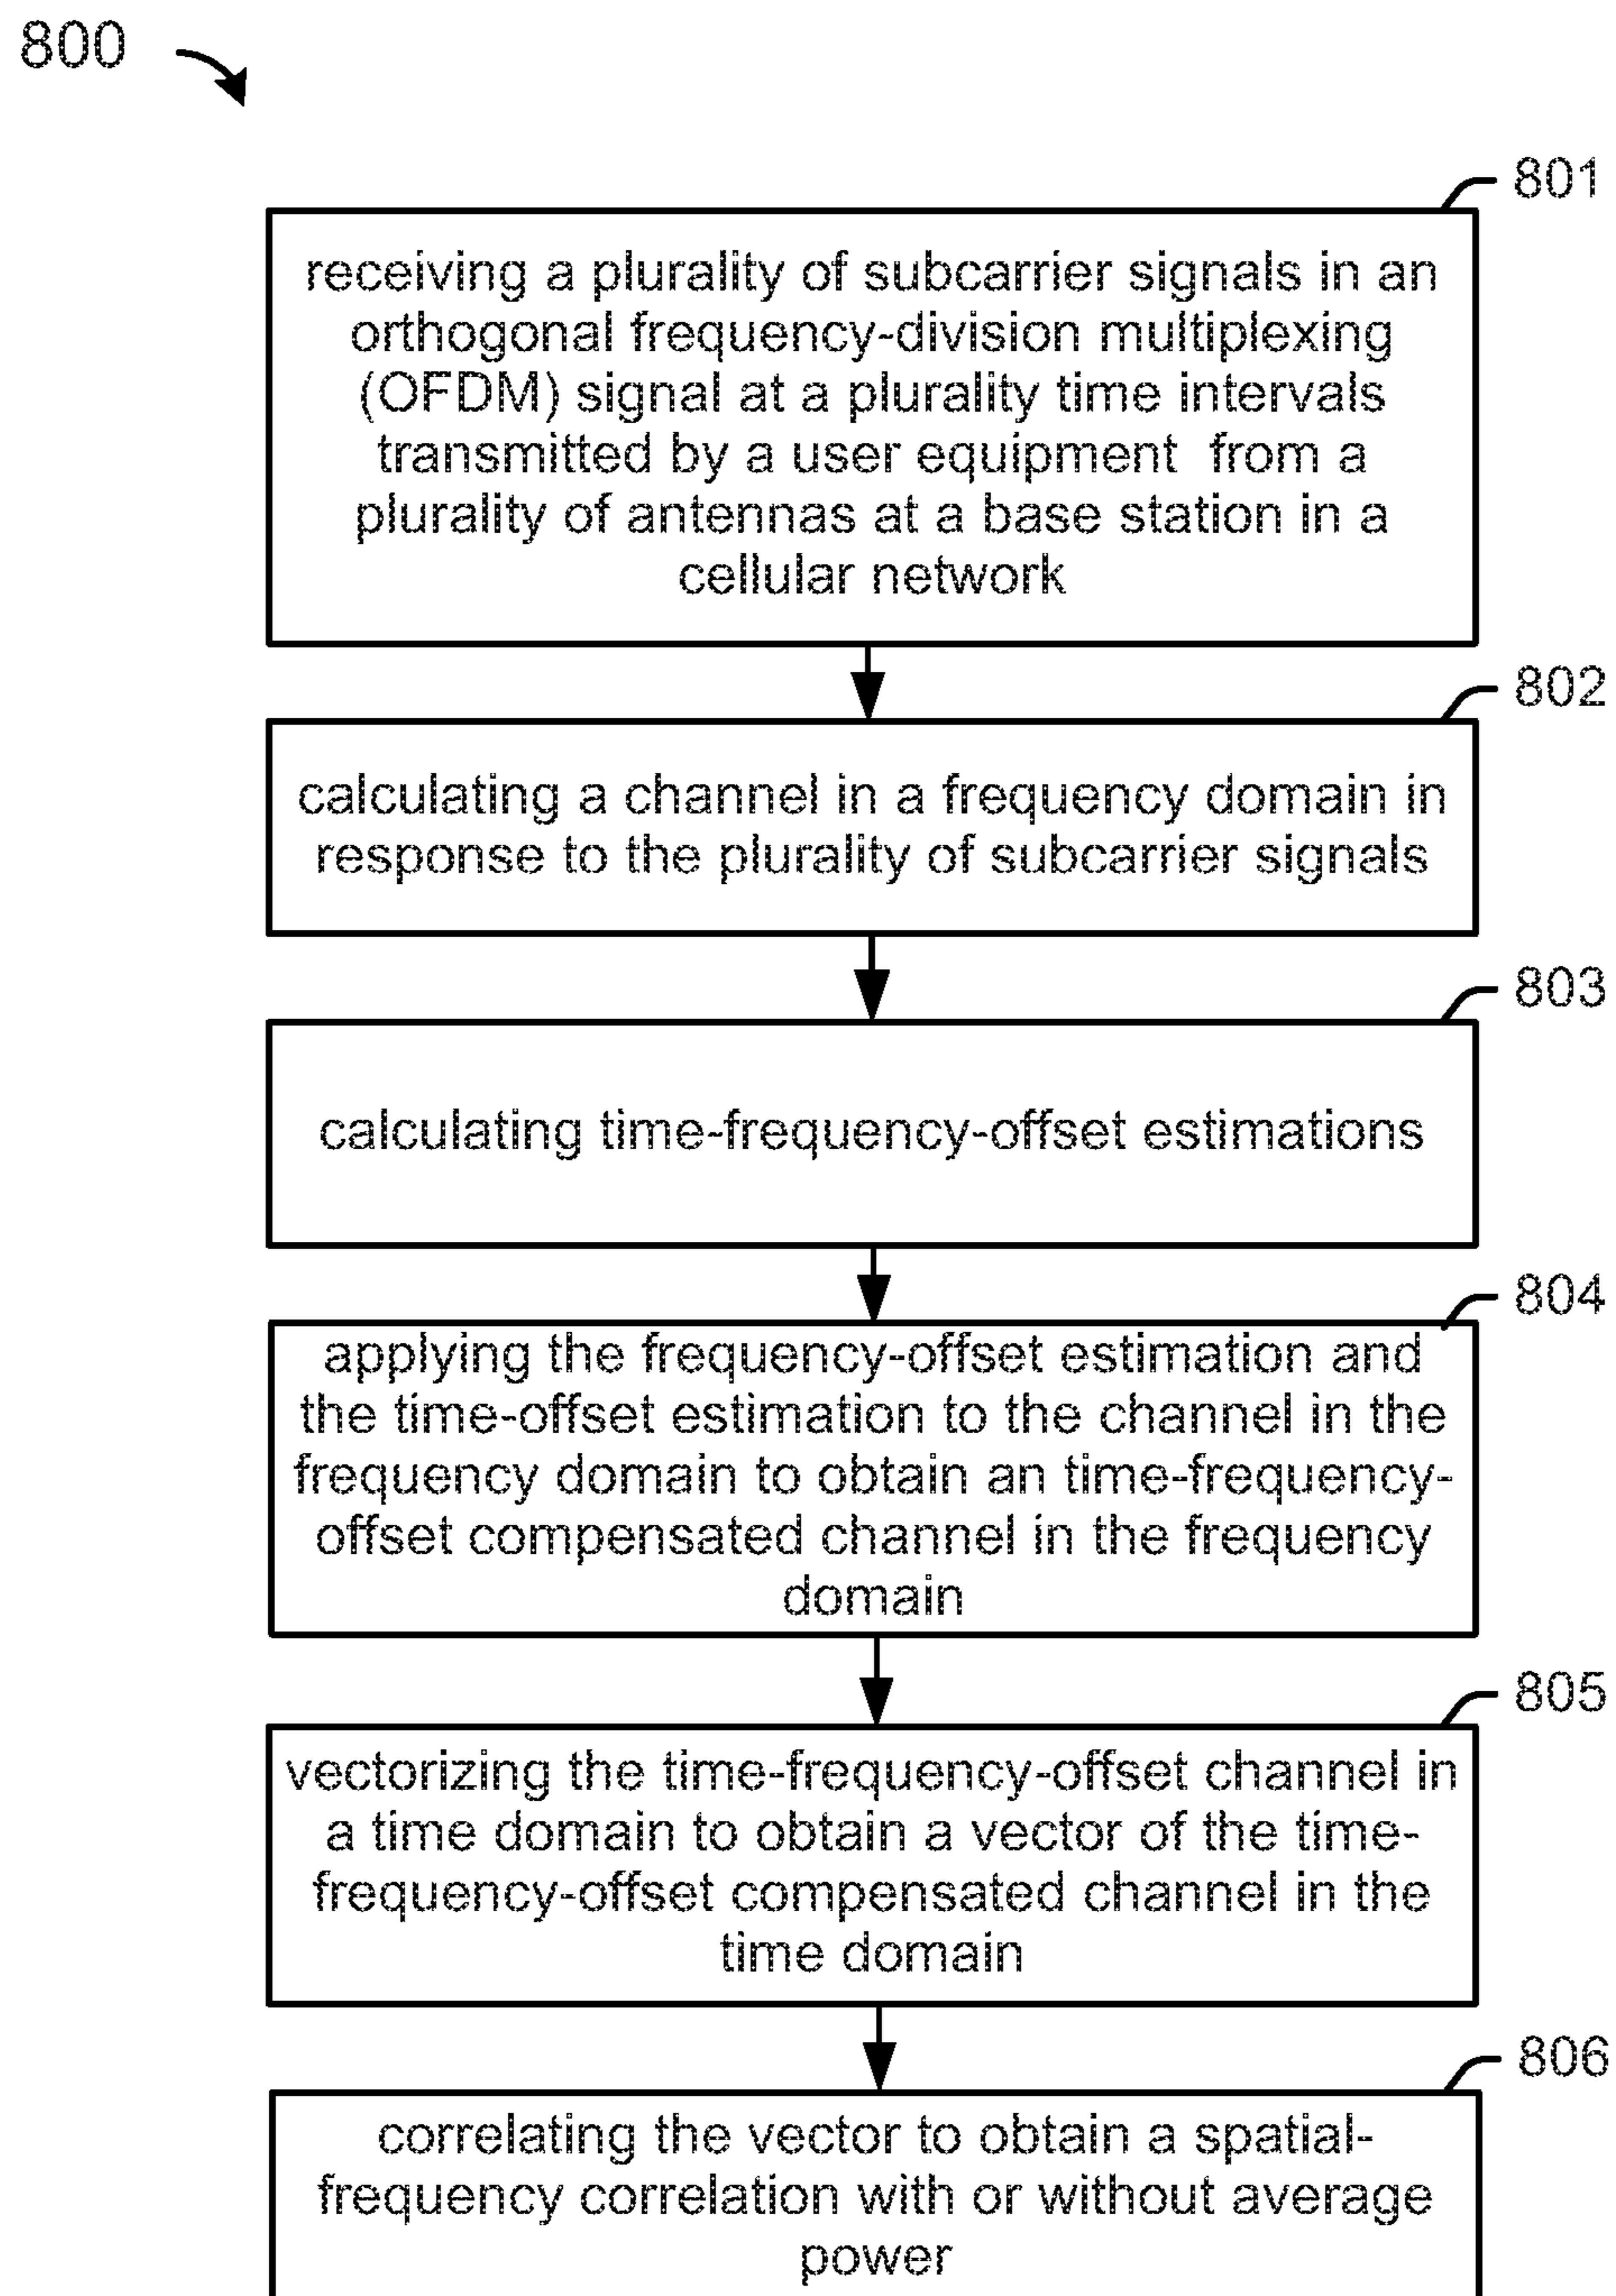 800
801
receiving a plurality of subcarrier signals in an
orthogonal frequency-division multiplexing
(OFDM) signal at a plurality time intervals
transmitted by a user equipment from a
plurality of antennas at a base station in a
cellular network
802
calculating a channel in a frequency domain in
response to the plurality of subcarrier signals
803
calculating time-frequency-offset estimations
804
applying the frequency-offset estimation and
the time-offset estimation to the channel in the
frequency domain to obtain an time-frequency-
offset compensated channel in the frequency
domain
805
vectorizing the time-frequency-offset channel in
a time domain to obtain a vector of the time-
frequency-offset compensated channel in the
time domain
806
correlating the vector to obtain a spatial-
frequency correlation with or without average
power